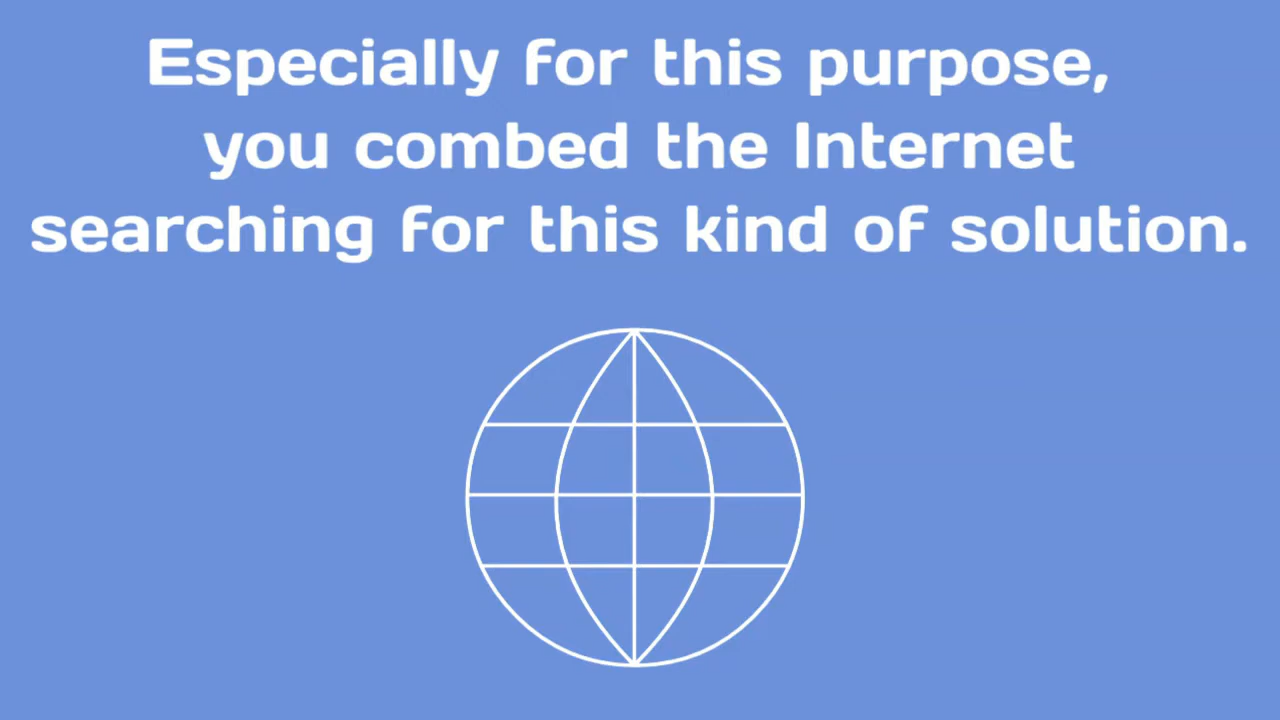 Especially for this purpose,
you combed the Internet
searching for this kind of solution.